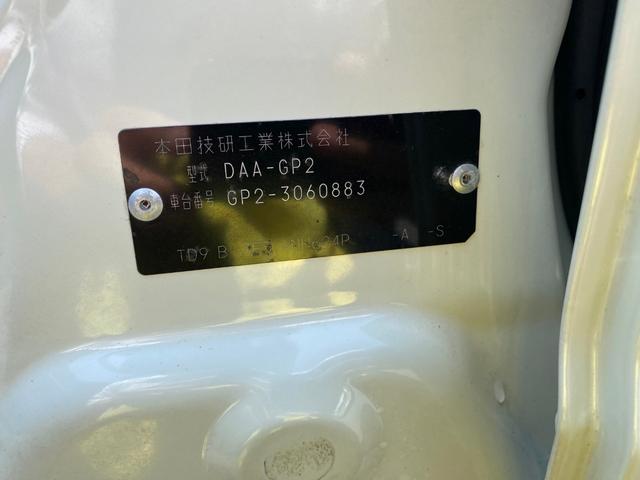 本田技研工業株式会社
型式 DAA-GP2
車台番号 GP2-3060883
TD9 B -A -S